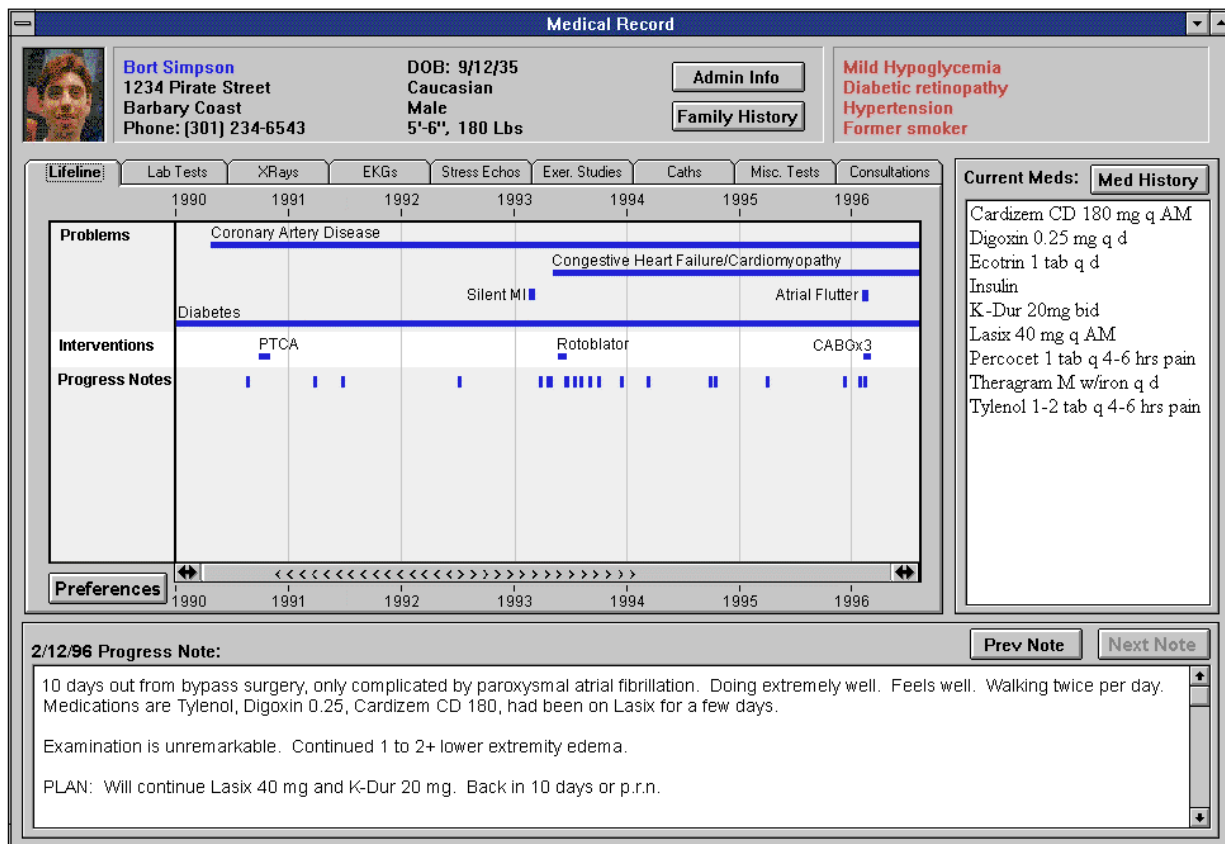 Medical Record
Bort Simpson
1234 Pirate Street
Barbary Coast
Phone: (301) 234-6543
DOB: 9/12/35
Caucasian
Male
5'-6", 180 Lbs
Admin Info
Family History
Mild Hypoglycemia
Diabetic retinopathy
Hypertension
Former smoker
Lifeline Lab Tests XRays EKGs Stress Echos Exer. Studies Caths Misc. Tests Consultations
1990 1991 1992 1993 1994 1995 1996
Problems
Coronary Artery Disease
Congestive Heart Failure/Cardiomyopathy
Silent MI Atrial Flutter
Diabetes
Interventions PTCA Rotoblator CABGx3
Progress Notes
Preferences
1990 1991 1992 1993 1994 1995 1996
Current Meds: Med History
Cardizem CD 180 mg q AM
Digoxin 0.25 mg q d
Ecotrin 1 tab q d
Insulin
K-Dur 20mg bid
Lasix 40 mg q AM
Percocet 1 tab q 4-6 hrs pain
Theragram M w/iron q d
Tylenol 1-2 tab q 4-6 hrs pain
2/12/96 Progress Note: Prev Note Next Note
10 days out from bypass surgery, only complicated by paroxysmal atrial fibrillation. Doing extremely well. Feels well. Walking twice per day.
Medications are Tylenol, Digoxin 0.25, Cardizem CD 180, had been on Lasix for a few days.
Examination is unremarkable. Continued 1 to 2+ lower extremity edema.
PLAN: Will continue Lasix 40 mg and K-Dur 20 mg. Back in 10 days or p.r.n.